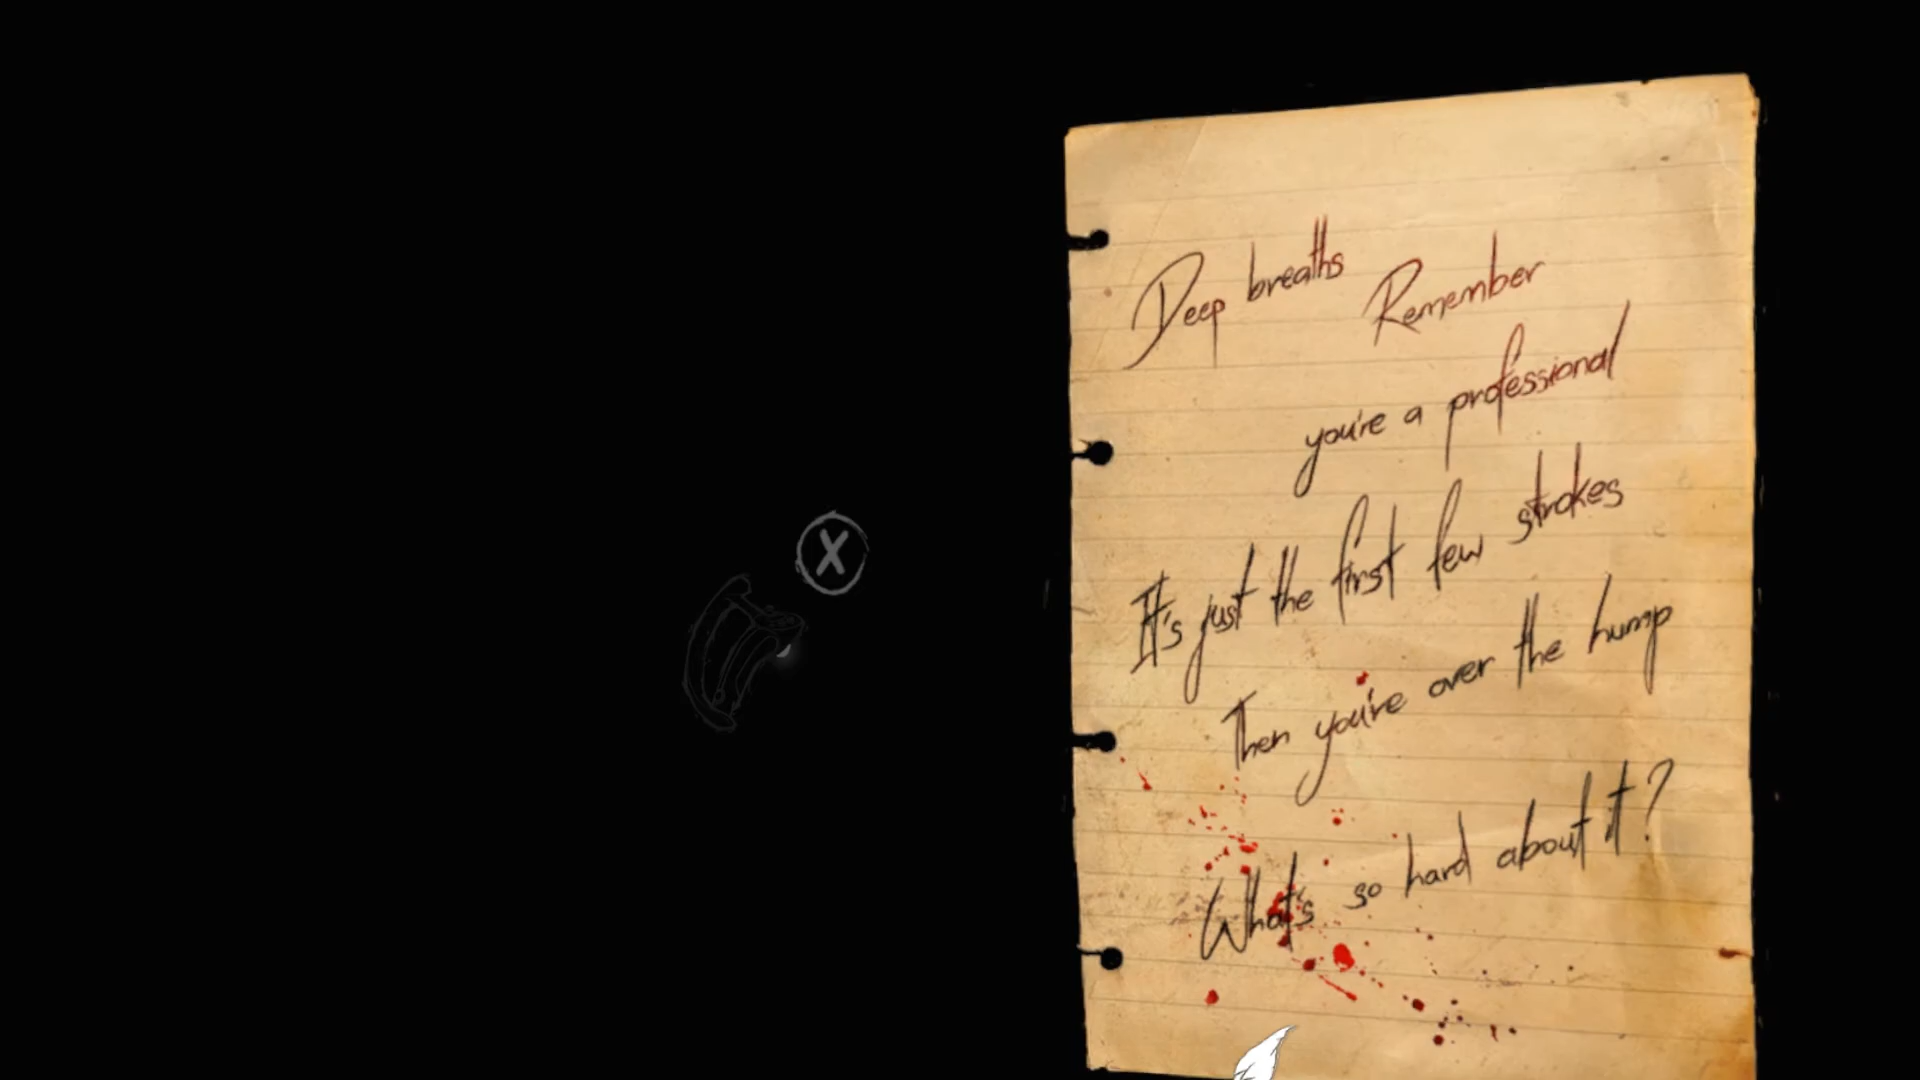 Deep breaths Remember
you're a professional
It's just the first few strokes
Then you're over the hump
What's so hard about it?
X